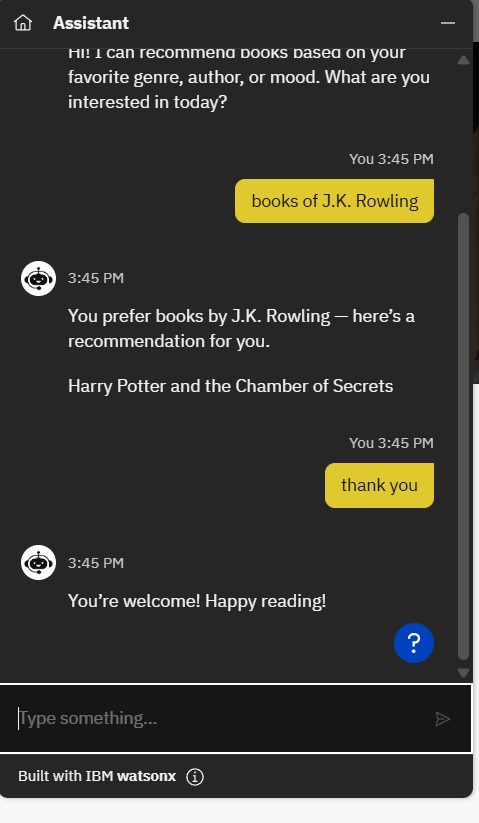 Assistant
Hi! I can recommend books based on your
favorite genre, author, or mood. What are you
interested in today?
You 3:45 PM
books of J.K. Rowling
3:45 PM
You prefer books by J.K. Rowling — here’s a
recommendation for you.
Harry Potter and the Chamber of Secrets
You 3:45 PM
thank you
3:45 PM
You’re welcome! Happy reading!
?
Type something...
Built with IBM watsonx